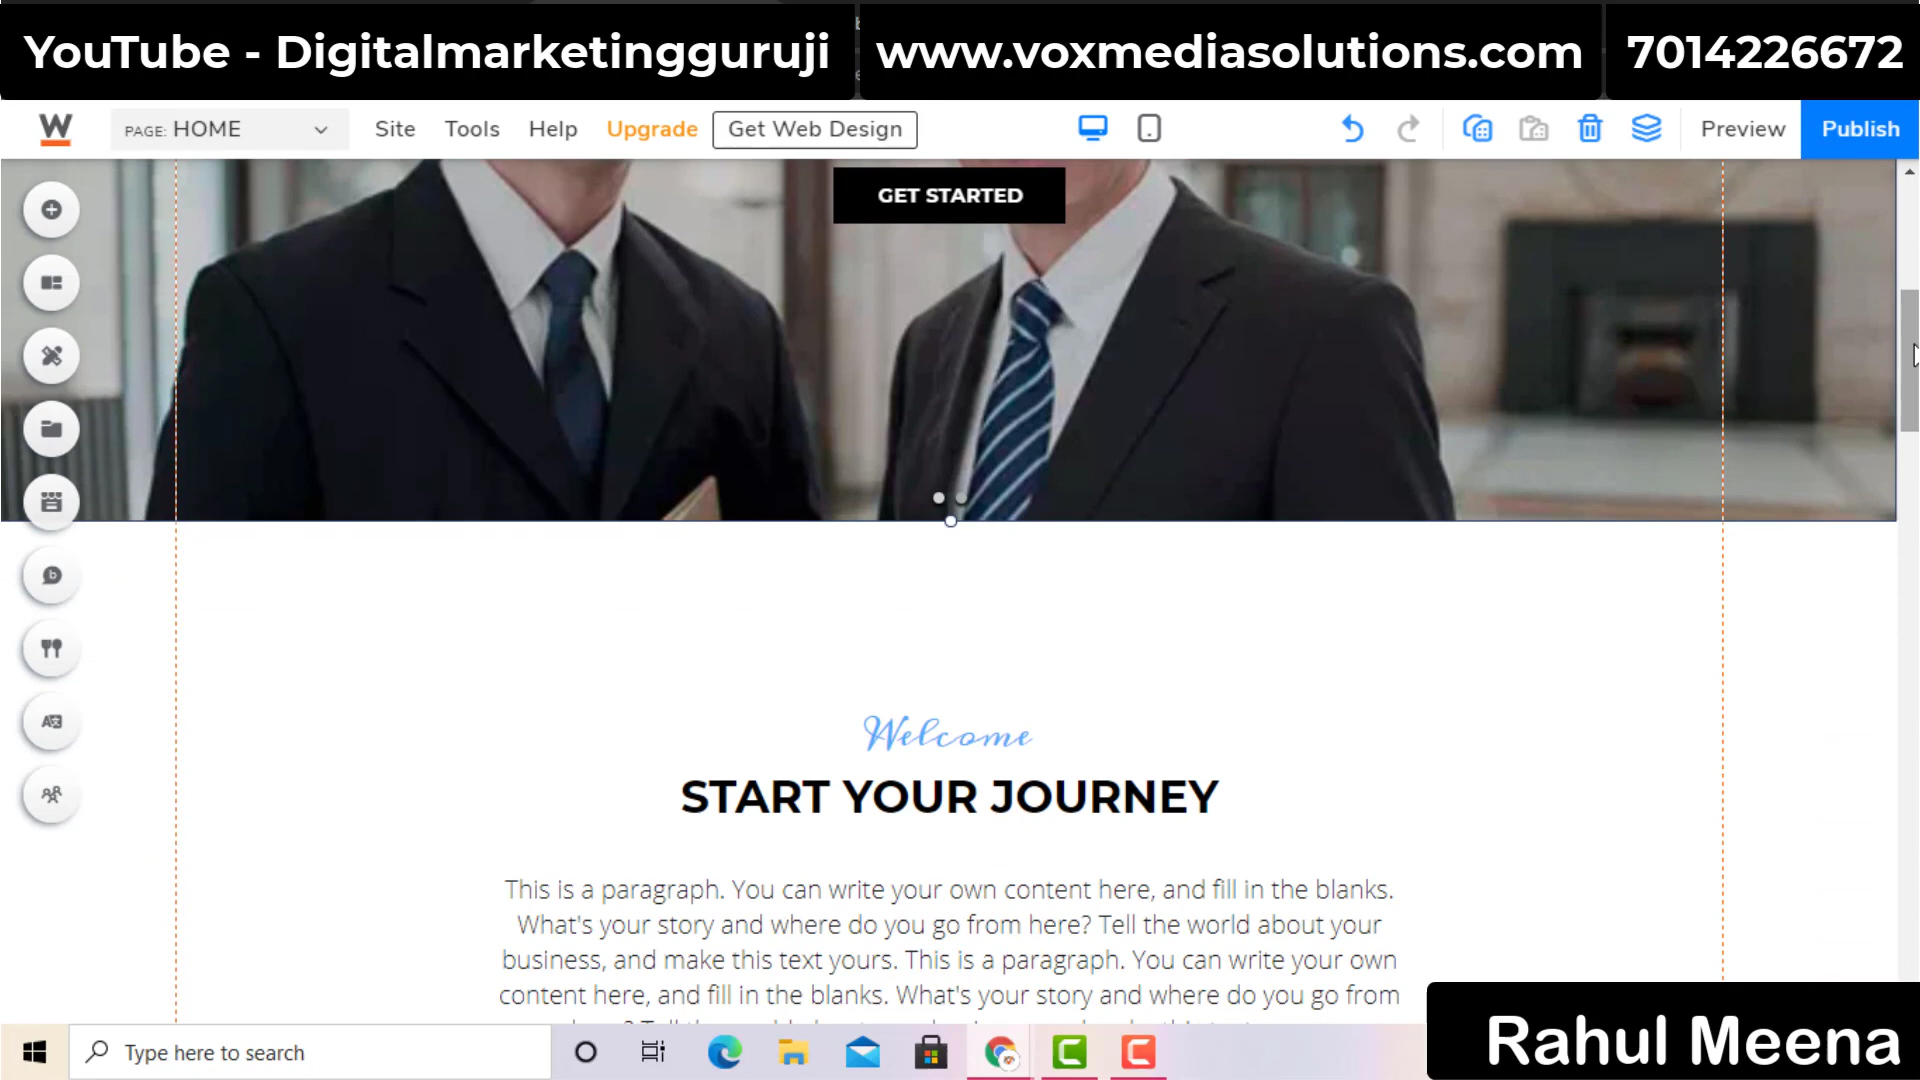 YouTube - Digitalmarketingguruji
www.voxmediasolutions.com
7014226672
W
PAGE: HOME
Site
Tools
Help
Upgrade
Get Web Design
Preview
Publish
GET STARTED
Welcome
START YOUR JOURNEY
This is a paragraph. You can write your own content here, and fill in the blanks.
What's your story and where do you go from here? Tell the world about your
business, and make this text yours. This is a paragraph. You can write your own
content here, and fill in the blanks. What's your story and where do you go from
Type here to search
Rahul Meena